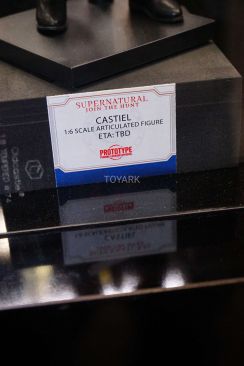 SUPERNATURAL
JOIN THE HUNT
CASTIEL
1:6 SCALE ARTICULATED FIGURE
ETA: TBD
PROTOTYPE
TOYARK